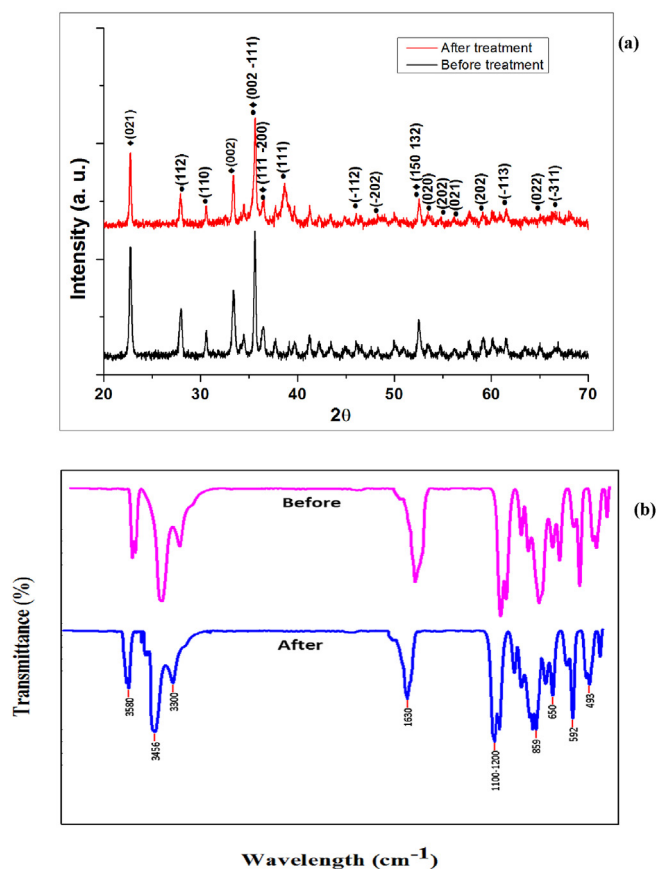 (a)
After treatment
Before treatment
Intensity (a. u.)
♦(021)
●(112)
●(110)
♦(002)
●♦(002 -111)
●♦(111 -200)
●(111)
●(-112)
●(-202)
●♦(150 132)
●(020)
●(202)
●(021)
●(202)
●(-113)
●(022)
●(-311)
20 30 40 50 60 70
2θ
(b)
Transmittance (%)
Before
After
3580
3456
3300
1630
1100-1200
859
650
592
493
Wavelength (cm⁻¹)